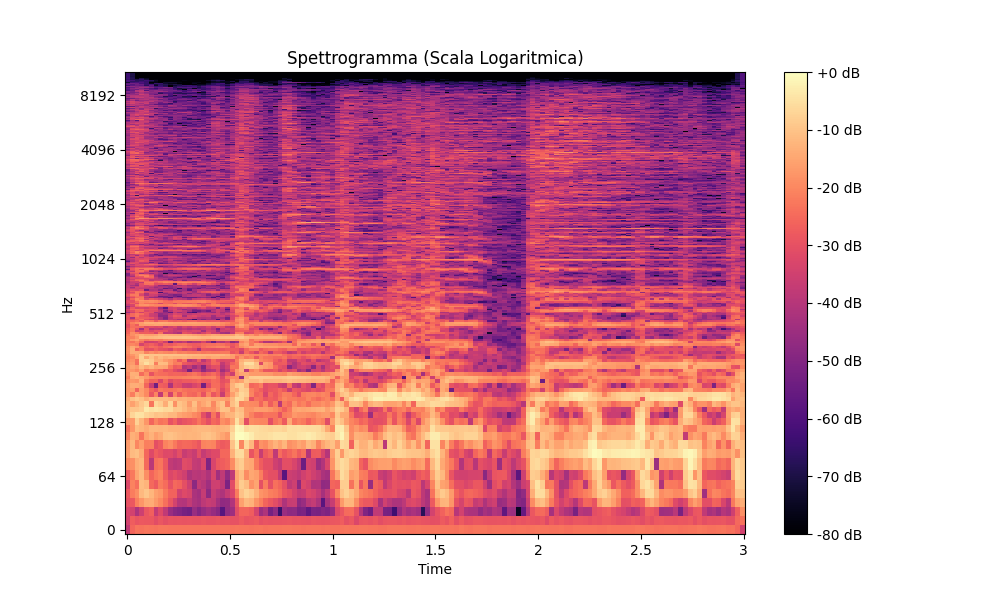 Spettrogramma (Scala Logaritmica)
Hz
8192
4096
2048
1024
512
256
128
64
0
0
0.5
1
1.5
2
2.5
3
Time
+0 dB
-10 dB
-20 dB
-30 dB
-40 dB
-50 dB
-60 dB
-70 dB
-80 dB